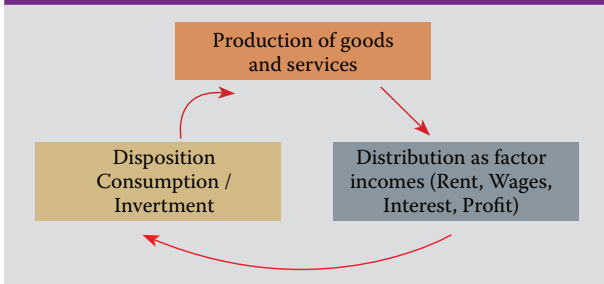 Production of goods
and services
Disposition
Consumption /
Invertment
Distribution as factor
incomes (Rent, Wages,
Interest, Profit)